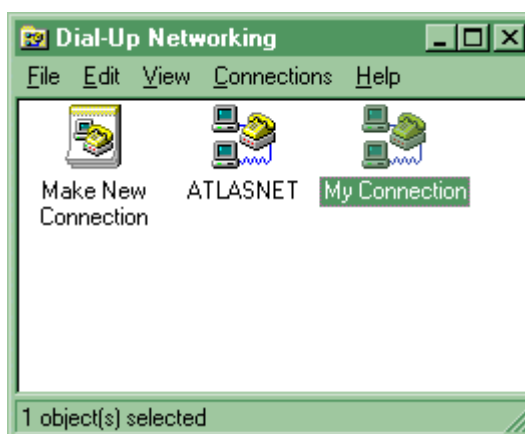 Dial-Up Networking
File Edit View Connections Help
Make New Connection
ATLASNET
My Connection
1 object(s) selected